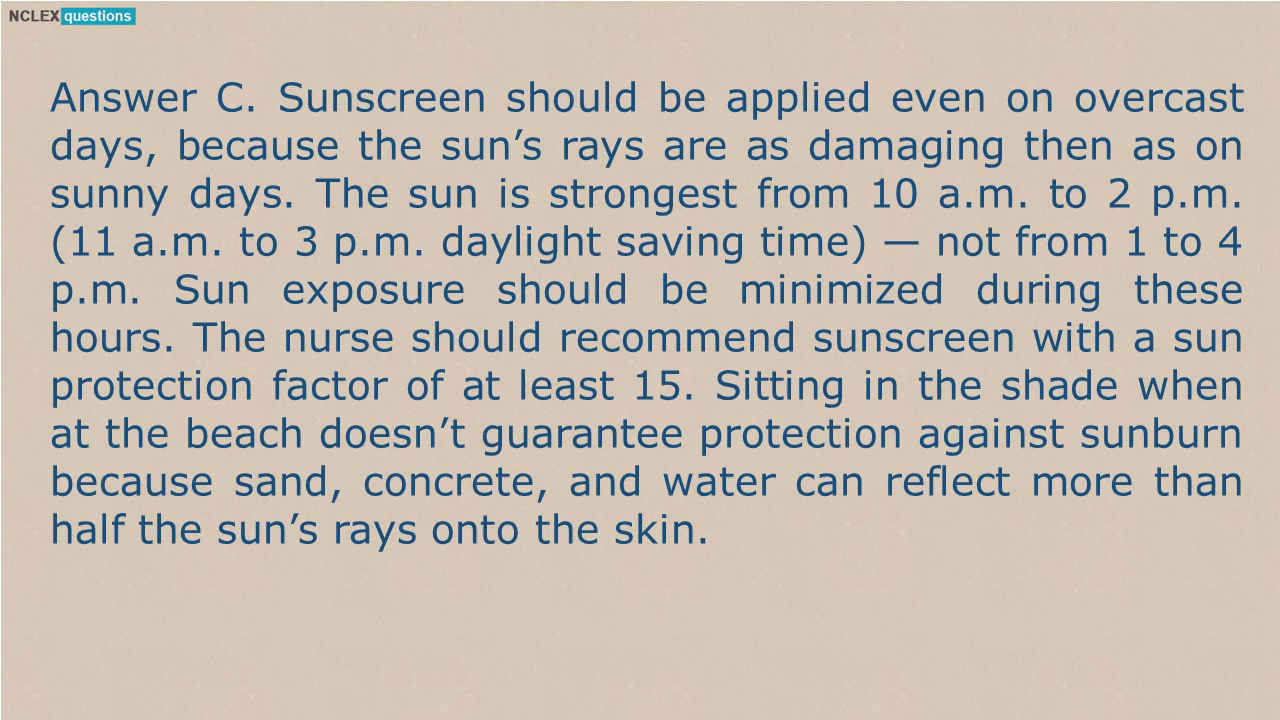 NCLEX questions
Answer C. Sunscreen should be applied even on overcast
days, because the sun’s rays are as damaging then as on
sunny days. The sun is strongest from 10 a.m. to 2 p.m.
(11 a.m. to 3 p.m. daylight saving time) — not from 1 to 4
p.m. Sun exposure should be minimized during these
hours. The nurse should recommend sunscreen with a sun
protection factor of at least 15. Sitting in the shade when
at the beach doesn’t guarantee protection against sunburn
because sand, concrete, and water can reflect more than
half the sun’s rays onto the skin.